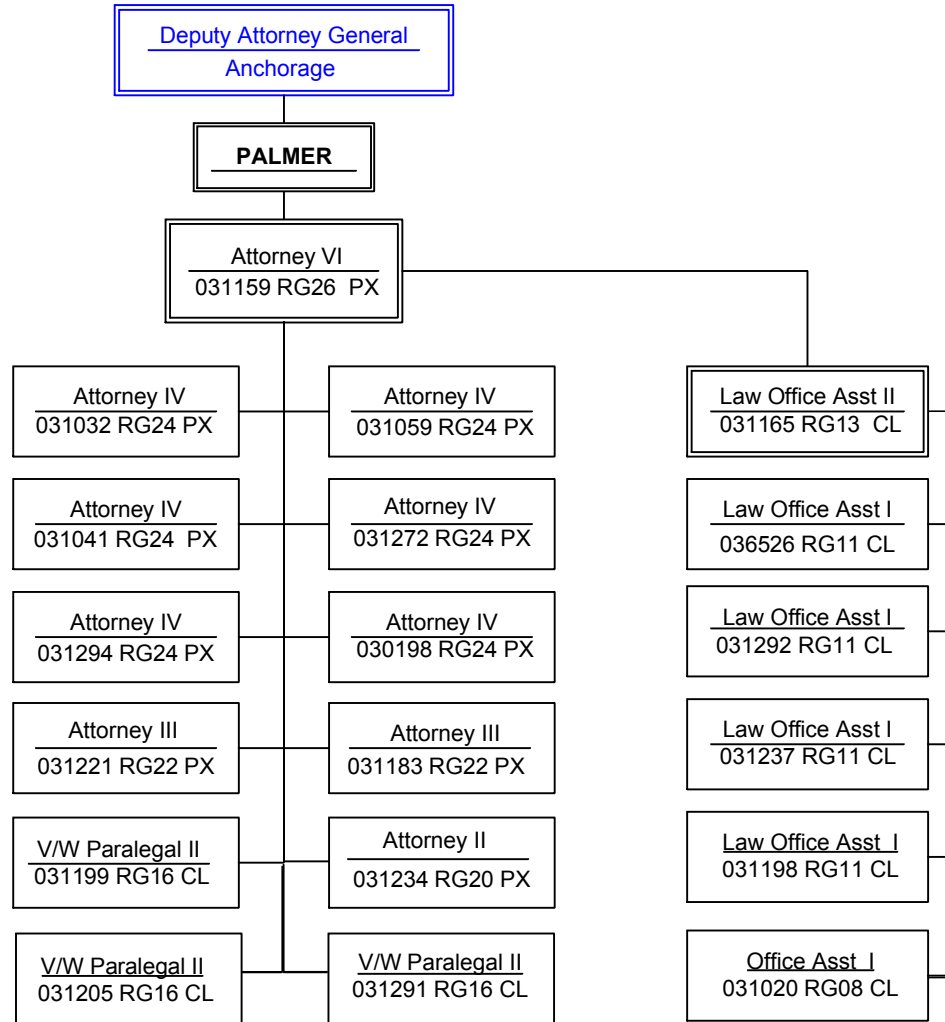 Deputy Attorney General
Anchorage
PALMER
Attorney VI
031159 RG26  PX
Attorney IV
031032 RG24 PX
Attorney IV
031059 RG24 PX
Law Office Asst II
031165 RG13  CL
Attorney IV
031041 RG24  PX
Attorney IV
031272 RG24 PX
Law Office Asst I
036526 RG11 CL
Attorney IV
031294 RG24 PX
Attorney IV
030198 RG24 PX
Law Office Asst I
031292 RG11 CL
Attorney III
031221 RG22 PX
Attorney III
031183 RG22 PX
Law Office Asst I
031237 RG11 CL
V/W Paralegal II
031199 RG16 CL
Attorney II
031234 RG20 PX
Law Office Asst  I
031198 RG11 CL
V/W Paralegal II
031205 RG16 CL
V/W Paralegal II
031291 RG16 CL
Office Asst  I
031020 RG08 CL